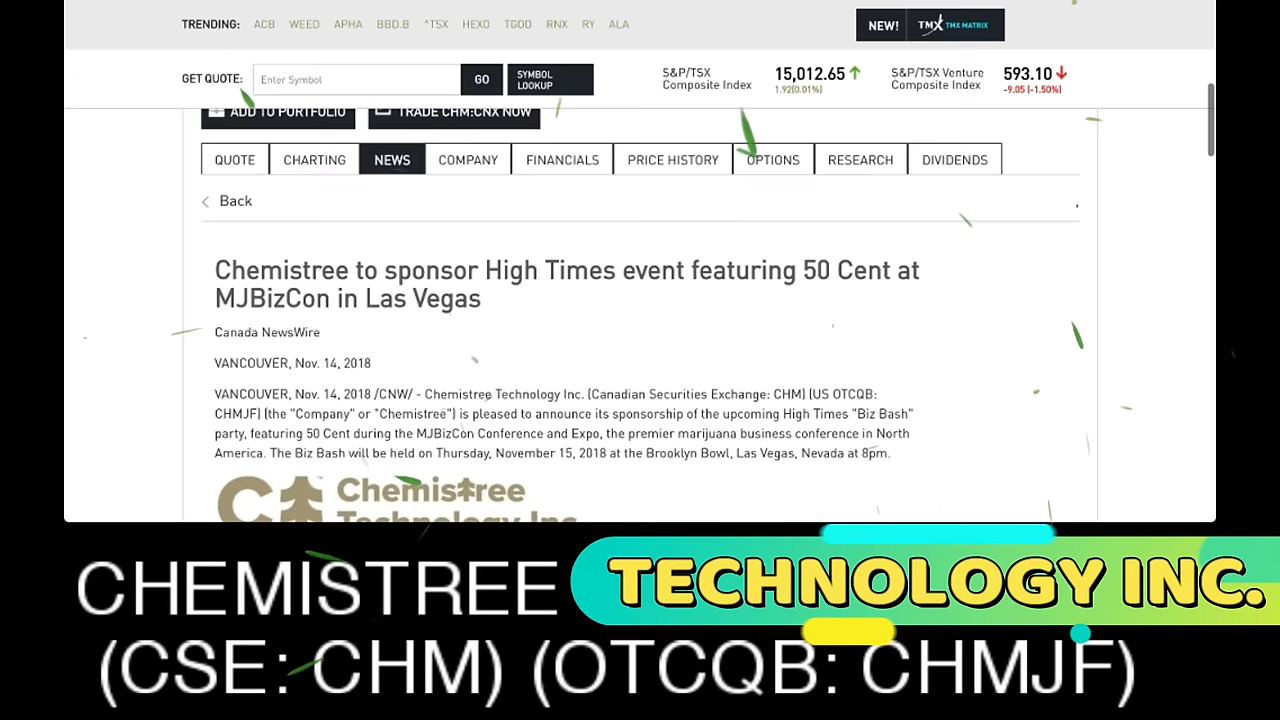 TRENDING: ACB WEED APHA BBD.B ^TSX HEXO TGOD RNX RY ALA NEW! TMX TMX MATRIX
GET QUOTE: Enter Symbol GO SYMBOL LOOKUP
S&P/TSX Composite Index 15,012.65 1.92(0.01%)
S&P/TSX Venture Composite Index 593.10 -9.05 (-1.50%)
ADD TO PORTFOLIO TRADE CHM:CNX NOW
QUOTE CHARTING NEWS COMPANY FINANCIALS PRICE HISTORY OPTIONS RESEARCH DIVIDENDS
Back
Chemistree to sponsor High Times event featuring 50 Cent at
MJBizCon in Las Vegas
Canada NewsWire
VANCOUVER, Nov. 14, 2018
VANCOUVER, Nov. 14, 2018 /CNW/ - Chemistree Technology Inc. (Canadian Securities Exchange: CHM) (US OTCQB:
CHMJF) (the "Company" or "Chemistree") is pleased to announce its sponsorship of the upcoming High Times "Biz Bash"
party, featuring 50 Cent during the MJBizCon Conference and Expo, the premier marijuana business conference in North
America. The Biz Bash will be held on Thursday, November 15, 2018 at the Brooklyn Bowl, Las Vegas, Nevada at 8pm.
Chemistree
Technology Inc
CHEMISTREE TECHNOLOGY INC.
(CSE: CHM) (OTCQB: CHMJF)